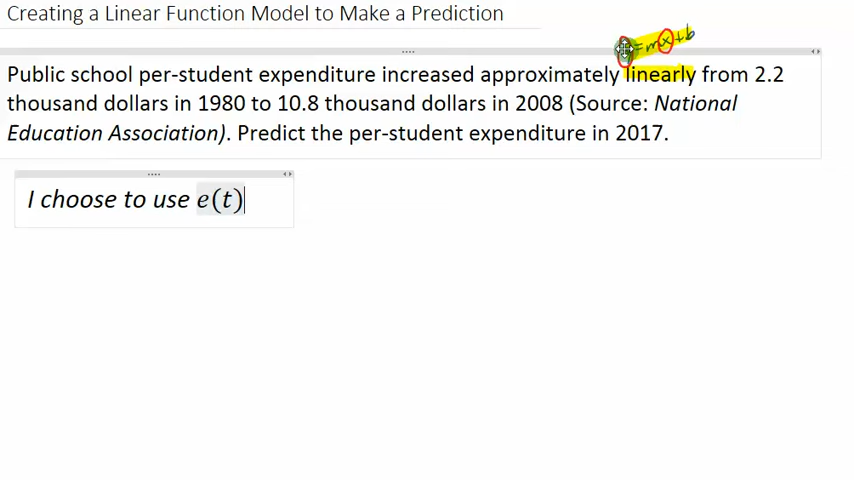 Creating a Linear Function Model to Make a Prediction
=mx+b
Public school per-student expenditure increased approximately linearly from 2.2
thousand dollars in 1980 to 10.8 thousand dollars in 2008 (Source: National
Education Association). Predict the per-student expenditure in 2017.
I choose to use e(t)